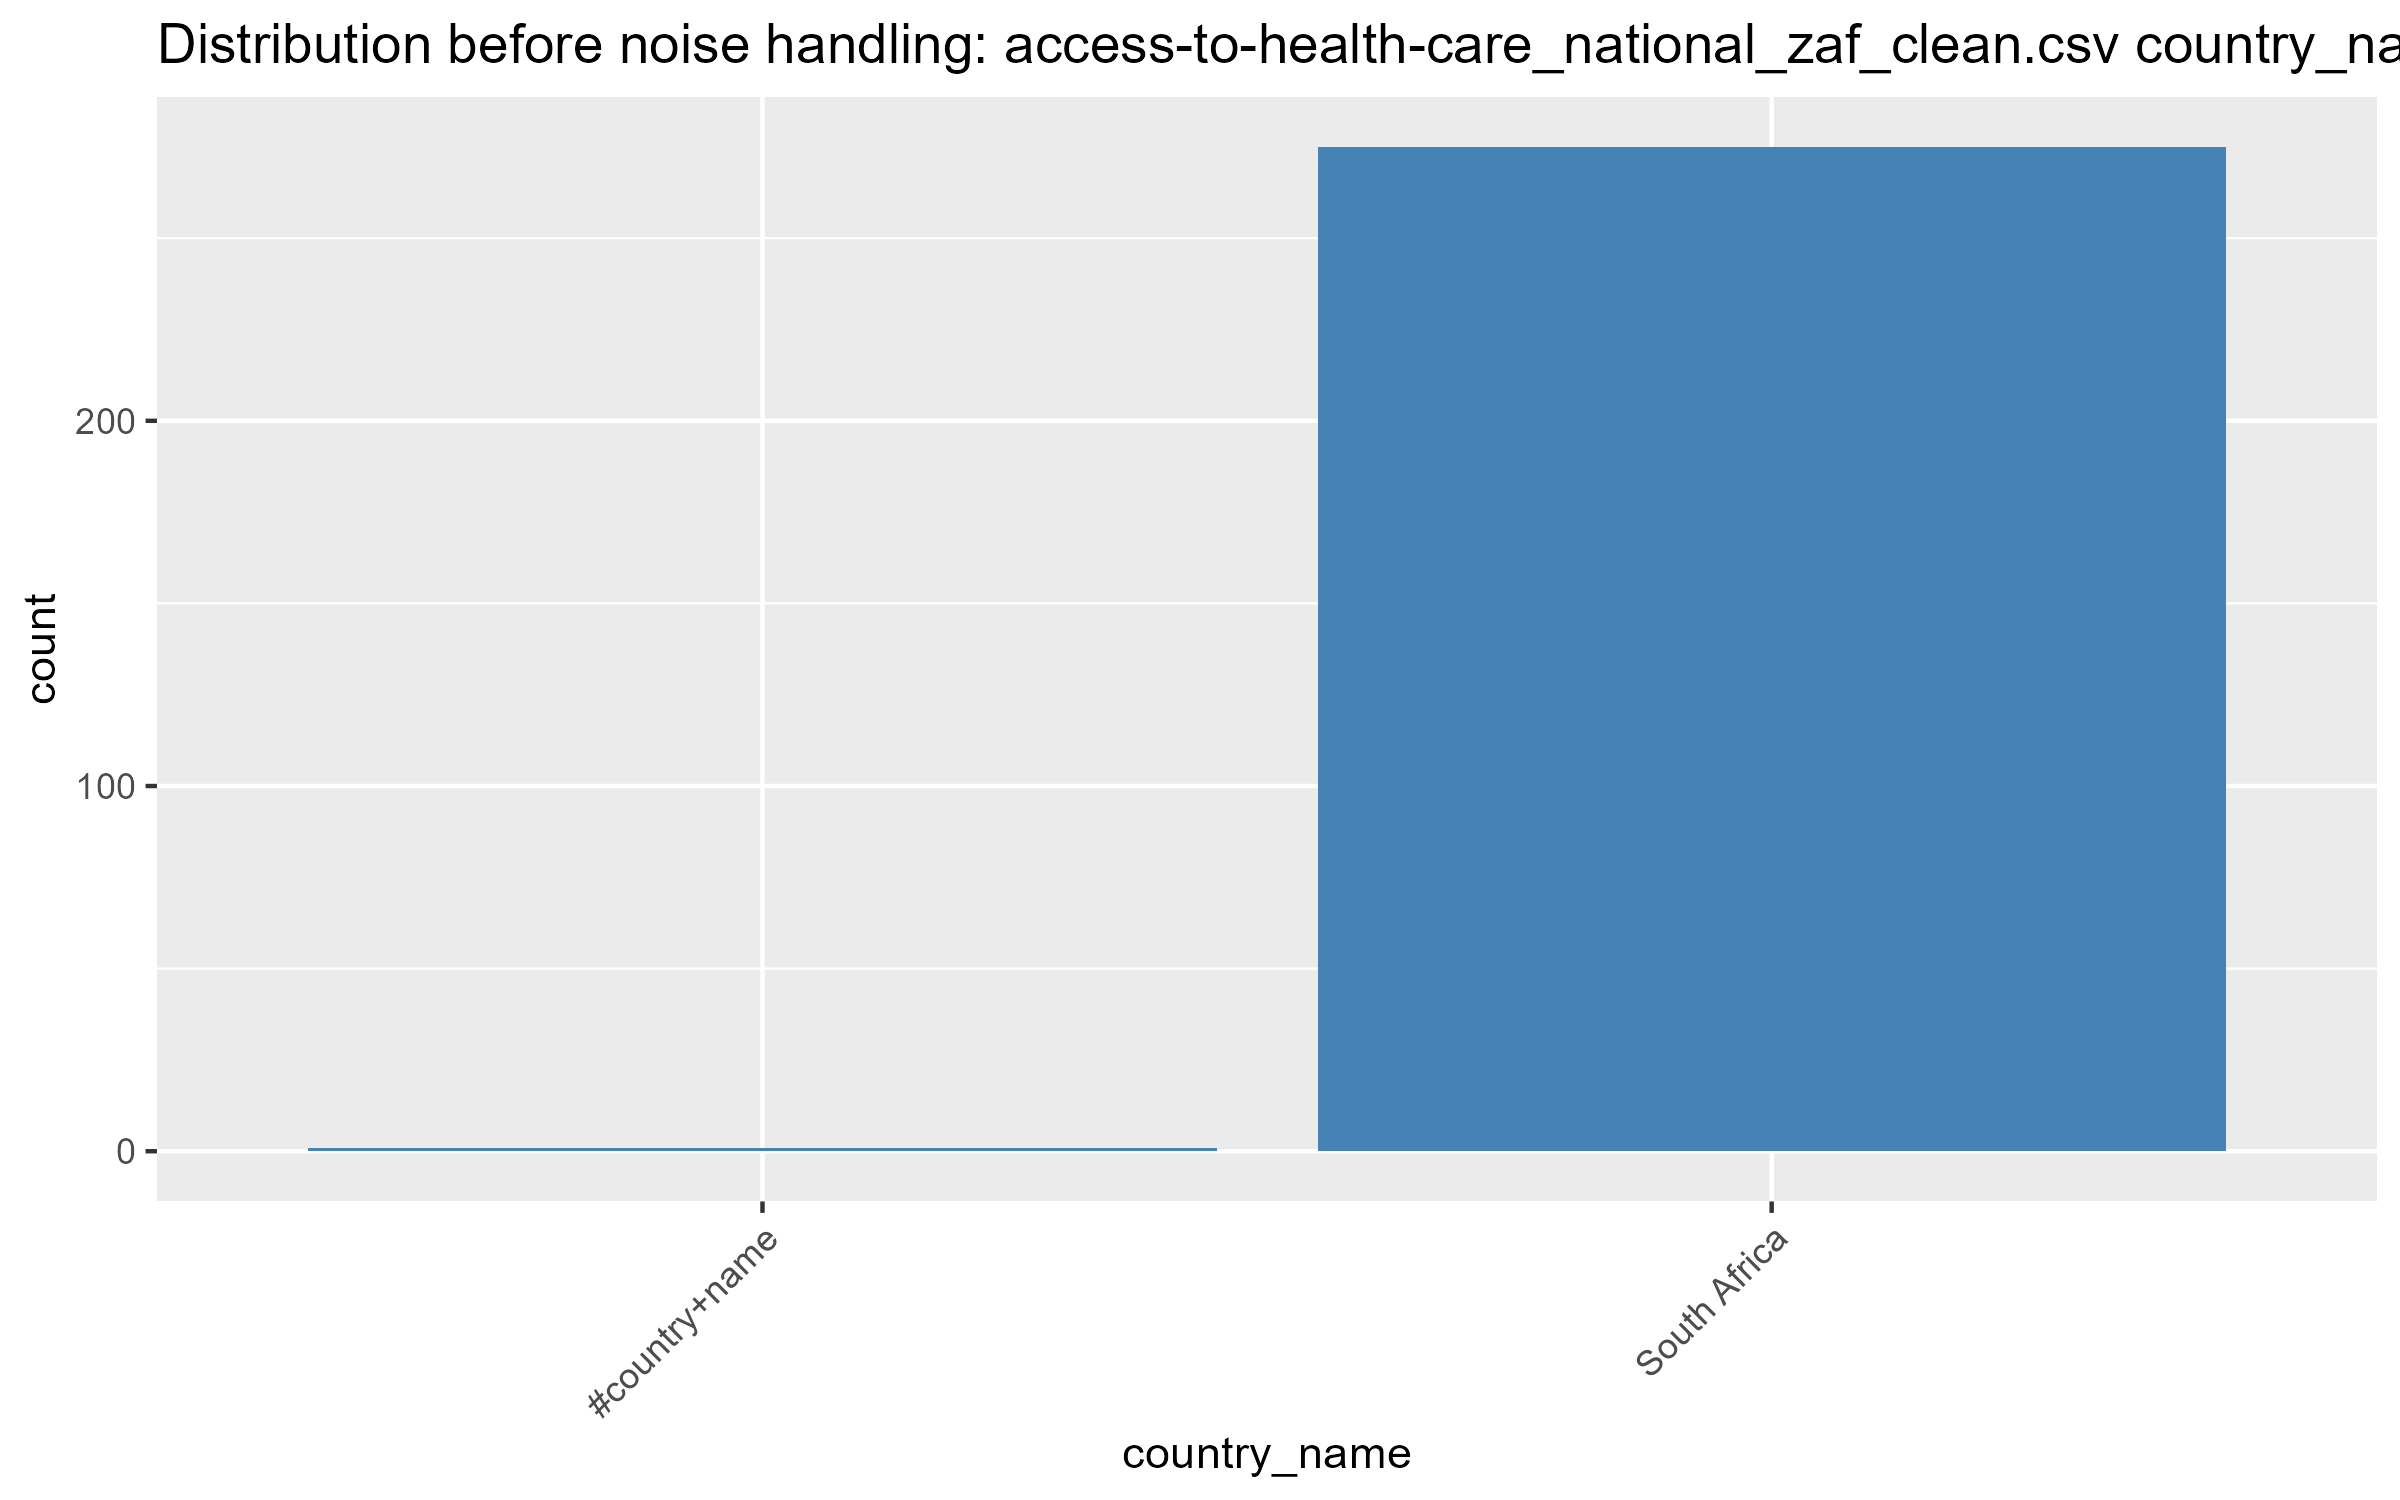 Distribution before noise handling: access-to-health-care_national_zaf_clean.csv country_na
count
200
100
0
#country+name
South Africa
country_name